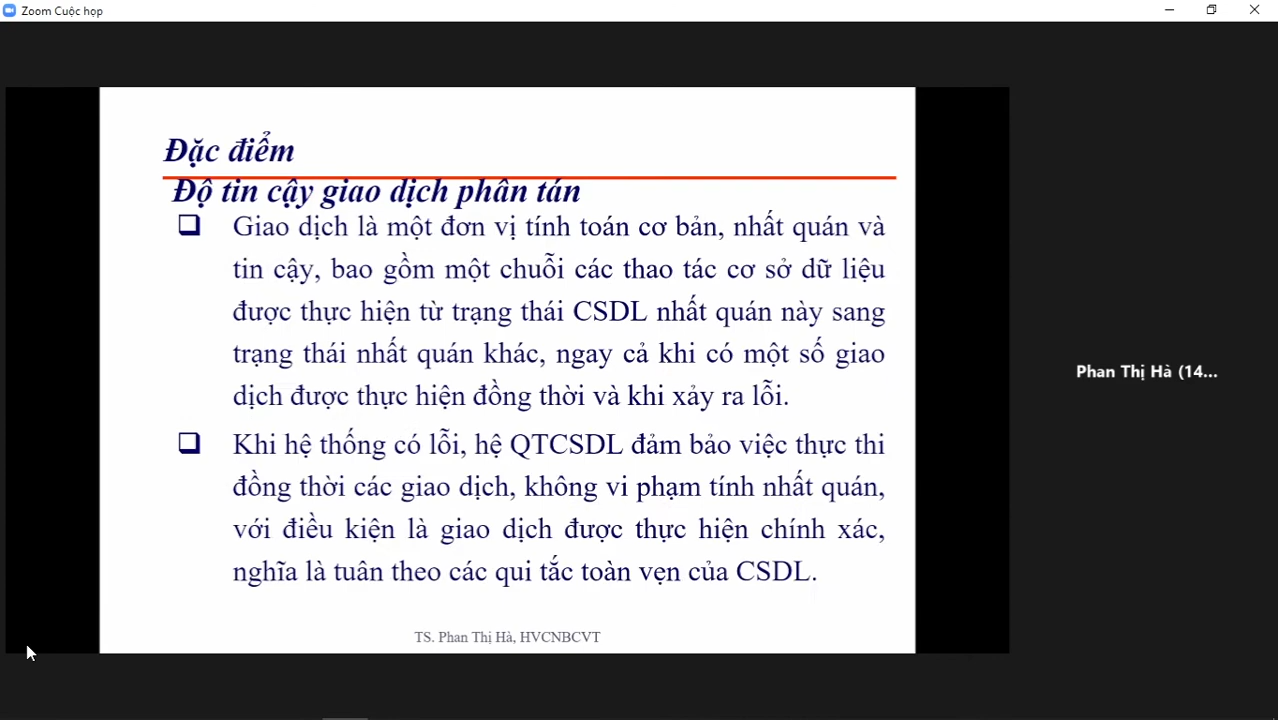 Zoom Cuộc họp
Đặc điểm
Độ tin cậy giao dịch phân tán
Giao dịch là một đơn vị tính toán cơ bản, nhất quán và
tin cậy, bao gồm một chuỗi các thao tác cơ sở dữ liệu
được thực hiện từ trạng thái CSDL nhất quán này sang
trạng thái nhất quán khác, ngay cả khi có một số giao
dịch được thực hiện đồng thời và khi xảy ra lỗi.
Khi hệ thống có lỗi, hệ QTCSDL đảm bảo việc thực thi
đồng thời các giao dịch, không vi phạm tính nhất quán,
với điều kiện là giao dịch được thực hiện chính xác,
nghĩa là tuân theo các qui tắc toàn vẹn của CSDL.
TS. Phan Thị Hà, HVCNBCVT
Phan Thị Hà (14...